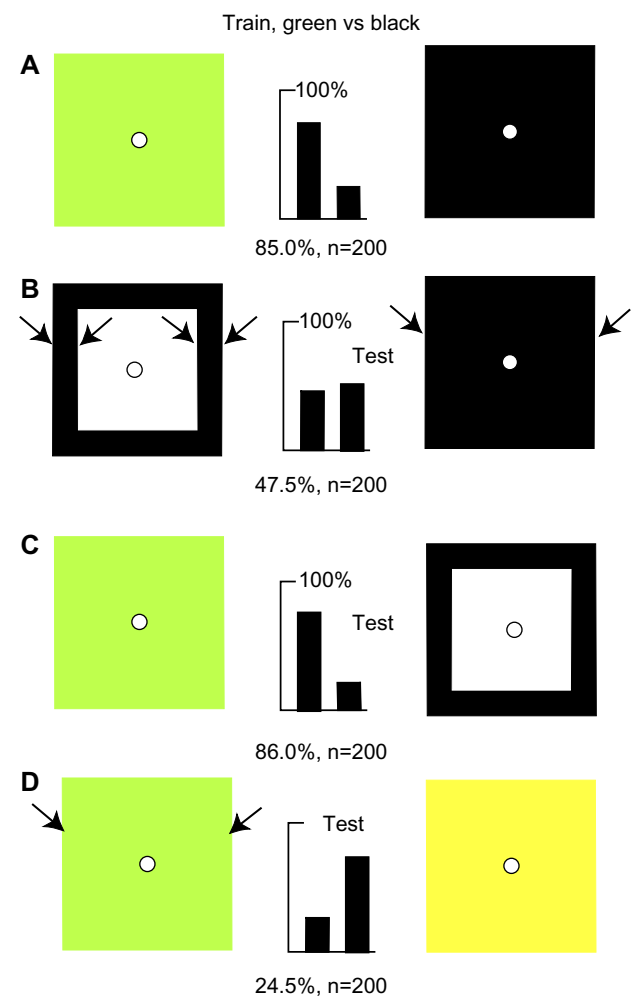 Train, green vs black
A
100%
85.0%, n=200
B
100%
Test
47.5%, n=200
C
100%
Test
86.0%, n=200
D
Test
24.5%, n=200